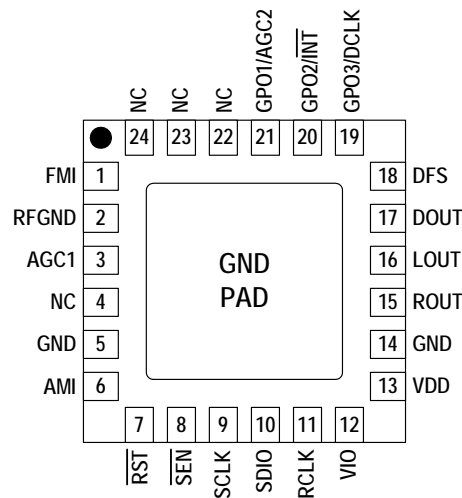 NC
NC
NC
GPO1/AGC2
GPO2/INT
GPO3/DCLK
24
23
22
21
20
19
FMI 1
RFGND 2
AGC1 3
NC 4
GND 5
AMI 6
GND
PAD
18 DFS
17 DOUT
16 LOUT
15 ROUT
14 GND
13 VDD
7
8
9
10
11
12
RST
SEN
SCLK
SDIO
RCLK
VIO